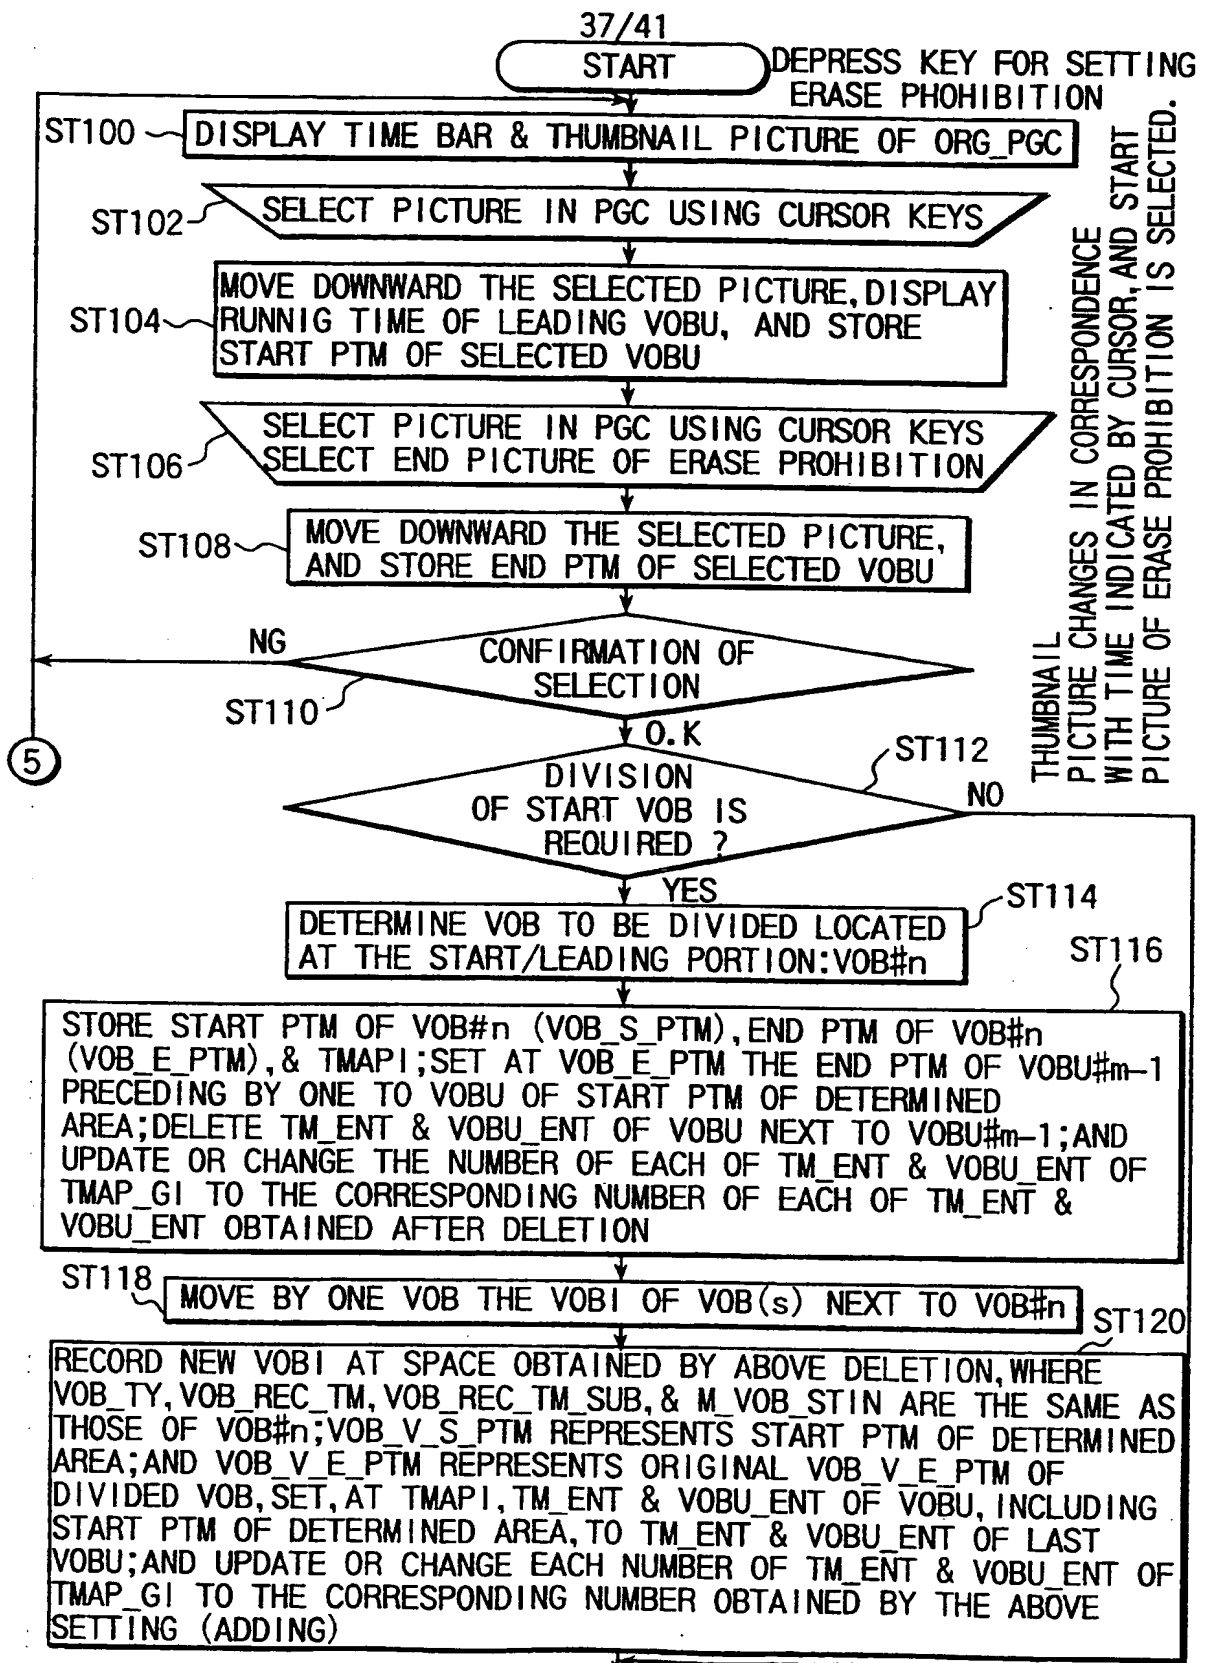 37/41
START
DEPRESS KEY FOR SETTING
ERASE PHOHIBITION
ST100
DISPLAY TIME BAR & THUMBNAIL PICTURE OF ORG_PGC
ST102
SELECT PICTURE IN PGC USING CURSOR KEYS
THUMBNAIL
PICTURE CHANGES IN CORRESPONDENCE
WITH TIME INDICATED BY CURSOR, AND START
PICTURE OF ERASE PROHIBITION IS SELECTED.
ST104
MOVE DOWNWARD THE SELECTED PICTURE, DISPLAY
RUNNIG TIME OF LEADING VOBU, AND STORE
START PTM OF SELECTED VOBU
ST106
SELECT PICTURE IN PGC USING CURSOR KEYS
SELECT END PICTURE OF ERASE PROHIBITION
ST108
MOVE DOWNWARD THE SELECTED PICTURE,
AND STORE END PTM OF SELECTED VOBU
NG
CONFIRMATION OF
SELECTION
ST110
O.K
5
ST112
DIVISION
OF START VOB IS
REQUIRED ?
NO
YES
ST114
DETERMINE VOB TO BE DIVIDED LOCATED
AT THE START/LEADING PORTION:VOB#n
ST116
STORE START PTM OF VOB#n (VOB_S_PTM), END PTM OF VOB#n
(VOB_E_PTM), & TMAPI;SET AT VOB_E_PTM THE END PTM OF VOBU#m-1
PRECEDING BY ONE TO VOBU OF START PTM OF DETERMINED
AREA;DELETE TM_ENT & VOBU_ENT OF VOBU NEXT TO VOBU#m-1;AND
UPDATE OR CHANGE THE NUMBER OF EACH OF TM_ENT & VOBU_ENT OF
TMAP_GI TO THE CORRESPONDING NUMBER OF EACH OF TM_ENT &
VOBU_ENT OBTAINED AFTER DELETION
ST118
MOVE BY ONE VOB THE VOBI OF VOB(s) NEXT TO VOB#n
ST120
RECORD NEW VOBI AT SPACE OBTAINED BY ABOVE DELETION, WHERE
VOB_TY, VOB_REC_TM, VOB_REC_TM_SUB, & M_VOB_STIN ARE THE SAME AS
THOSE OF VOB#n;VOB_V_S_PTM REPRESENTS START PTM OF DETERMINED
AREA;AND VOB_V_E_PTM REPRESENTS ORIGINAL VOB_V_E_PTM OF
DIVIDED VOB, SET, AT TMAPI, TM_ENT & VOBU_ENT OF VOBU, INCLUDING
START PTM OF DETERMINED AREA, TO TM_ENT & VOBU_ENT OF LAST
VOBU;AND UPDATE OR CHANGE EACH NUMBER OF TM_ENT & VOBU_ENT OF
TMAP_GI TO THE CORRESPONDING NUMBER OBTAINED BY THE ABOVE
SETTING (ADDING)